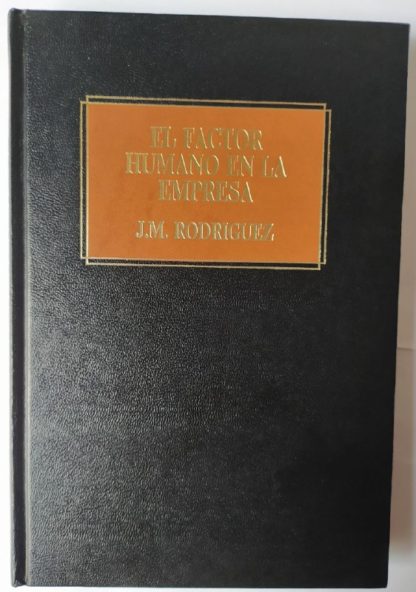 EL FACTOR
HUMANO EN LA
EMPRESA
J.M. RODRIGUEZ